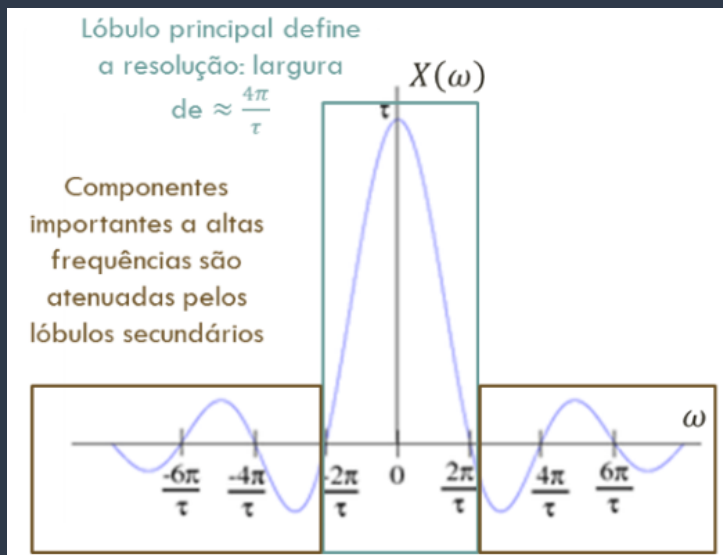 Lóbulo principal define
a resolução: largura
de ≈ 4π/τ
X(ω)
τ
Componentes
importantes a altas
frequências são
atenuadas pelos
lóbulos secundários
ω
-6π/τ -4π/τ -2π/τ 0 2π/τ 4π/τ 6π/τ